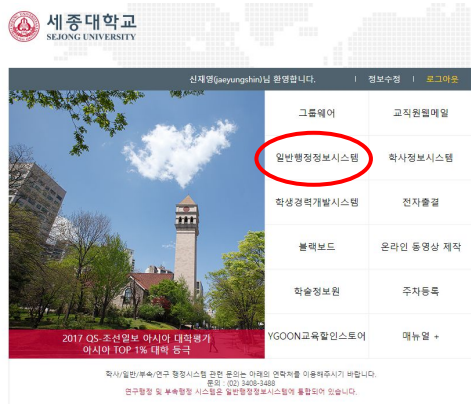 세종대학교
SEJONG UNIVERSITY
신재영(jaeyungshin)님 환영합니다. | 정보수정 | 로그아웃
그룹웨어 교직원웹메일
일반행정정보시스템 학사정보시스템
학생경력개발시스템 전자출결
블랙보드 온라인 동영상 제작
학술정보원 주차등록
YGOON교육할인스토어 매뉴얼 +
2017 QS-조선일보 아시아 대학평가
아시아 TOP 1% 대학 등극
학사/일반/부속/연구 행정시스템 관련 문의는 아래의 연락처를 이용해주시기 바랍니다.
문의 : (02) 3408-3488
연구행정 및 부속행정 시스템은 일반행정정보시스템에 통합되어 있습니다.